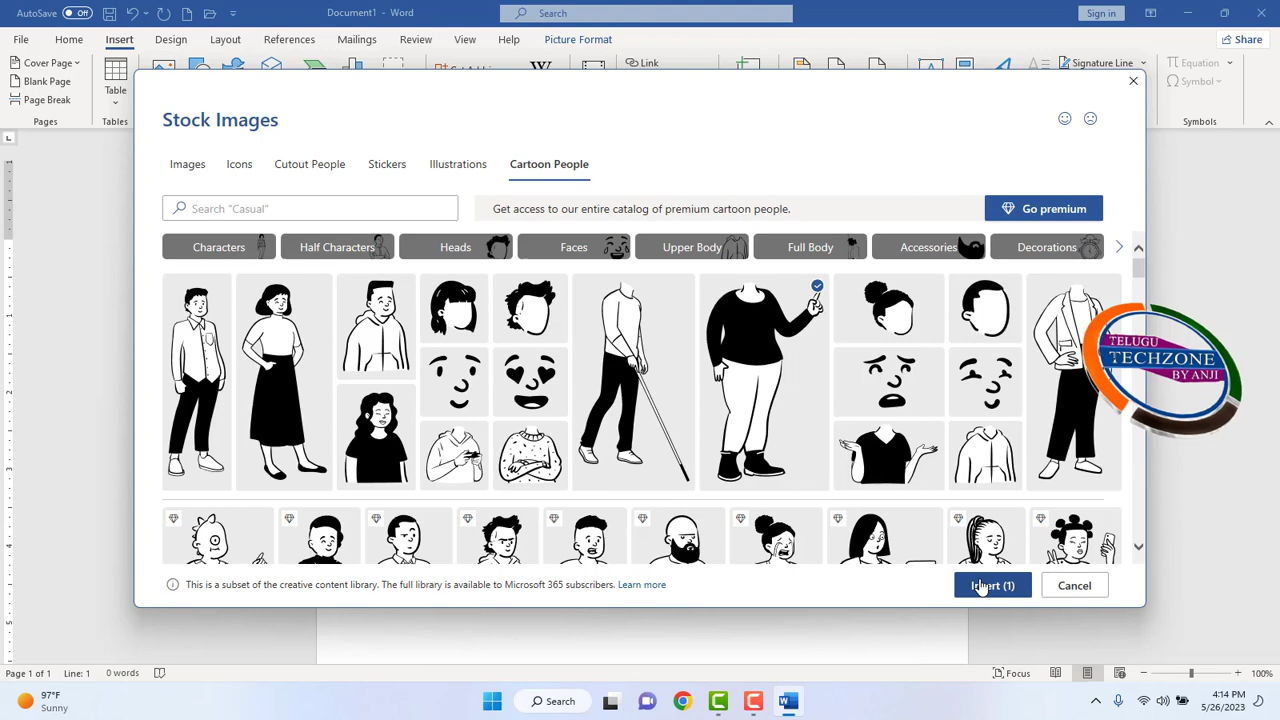 AutoSave Off Document1 - Word Search Sign in
File Home Insert Design Layout References Mailings Review View Help Picture Format Share
Cover Page Link Signature Line Equation
Blank Page Table Symbol
Page Break
Pages Tables Symbols
Stock Images
Images Icons Cutout People Stickers Illustrations Cartoon People
Search "Casual" Get access to our entire catalog of premium cartoon people. Go premium
Characters Half Characters Heads Faces Upper Body Full Body Accessories Decorations
TELUGU
TECHZONE
BY ANJI
This is a subset of the creative content library. The full library is available to Microsoft 365 subscribers. Learn more Insert (1) Cancel
Page 1 of 1 Line: 1 0 words Focus 100%
97°F
Sunny
Search
4:14 PM
5/26/2023